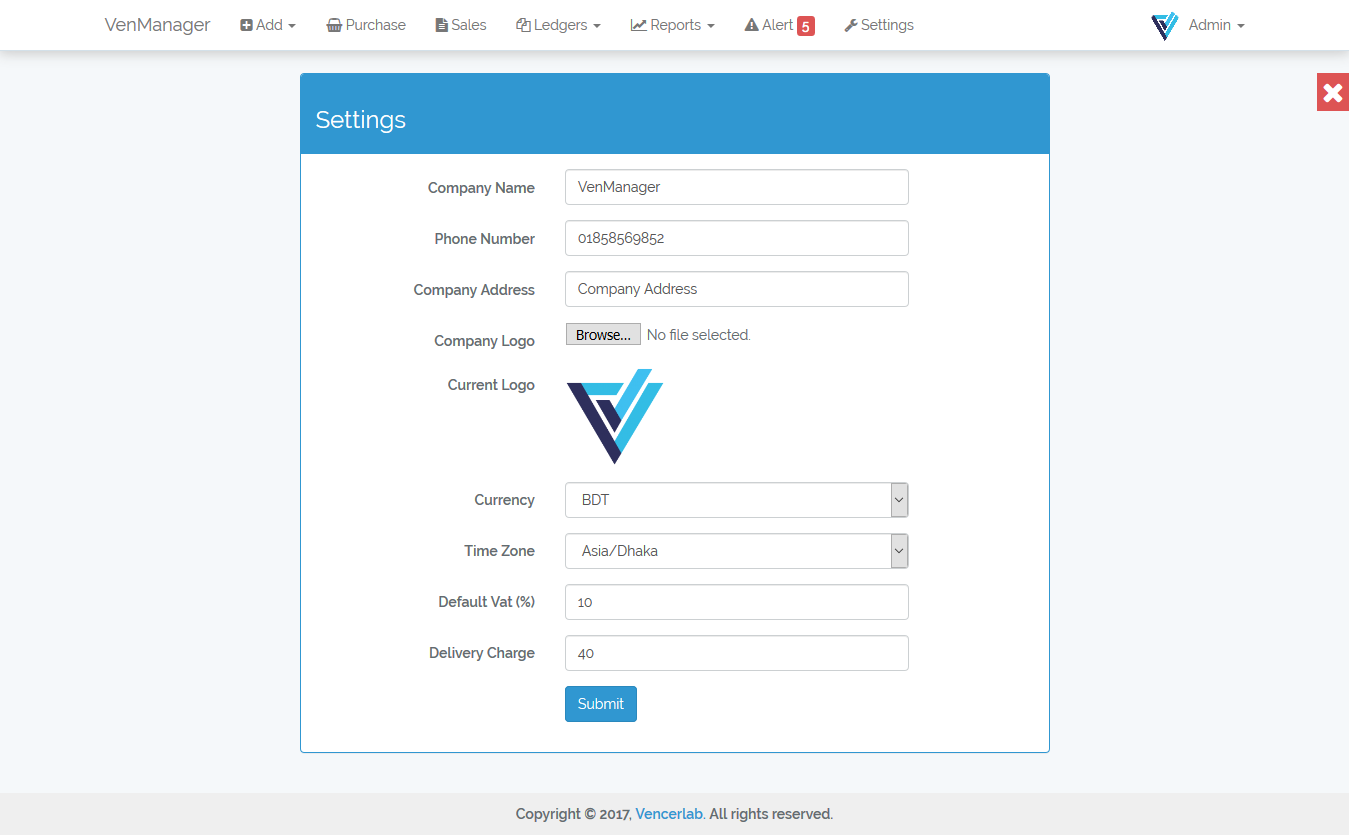 VenManager Add Purchase Sales Ledgers Reports Alert 5 Settings Admin
Settings
Company Name VenManager
Phone Number 01858569852
Company Address Company Address
Company Logo Browse... No file selected.
Current Logo
Currency BDT
Time Zone Asia/Dhaka
Default Vat (%) 10
Delivery Charge 40
Submit
Copyright © 2017, Vencerlab. All rights reserved.